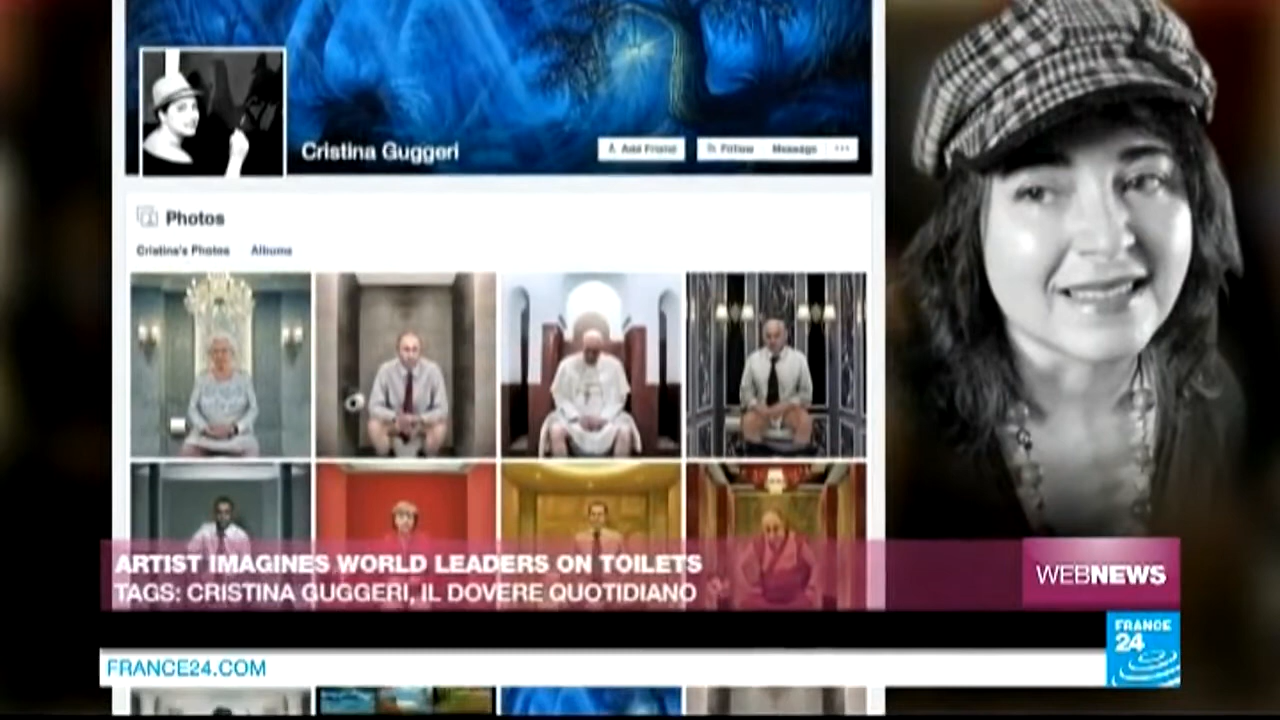 Cristina Guggeri
Add Friend
Follow
Message
Photos
Cristina's Photos
Albums
ARTIST IMAGINES WORLD LEADERS ON TOILETS
TAGS: CRISTINA GUGGERI, IL DOVERE QUOTIDIANO
WEBNEWS
FRANCE
24
FRANCE24.COM